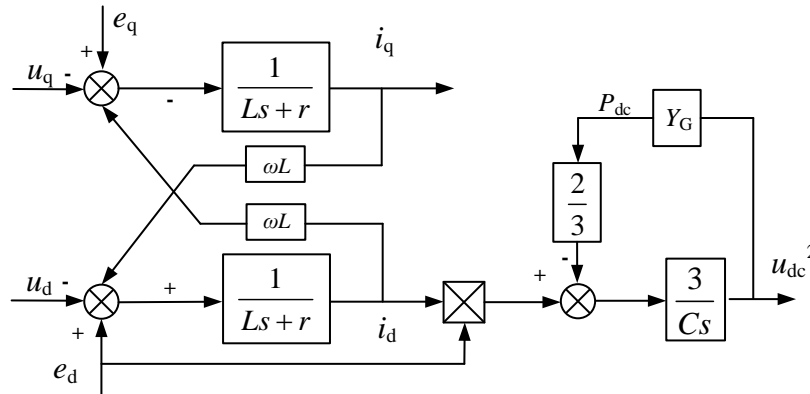 e_q
+
u_q
-
-
1
Ls + r
i_q
ωL
ωL
u_d
-
+
+
1
Ls + r
i_d
e_d
P_dc
Y_G
2
3
-
+
3
Cs
u_dc^2